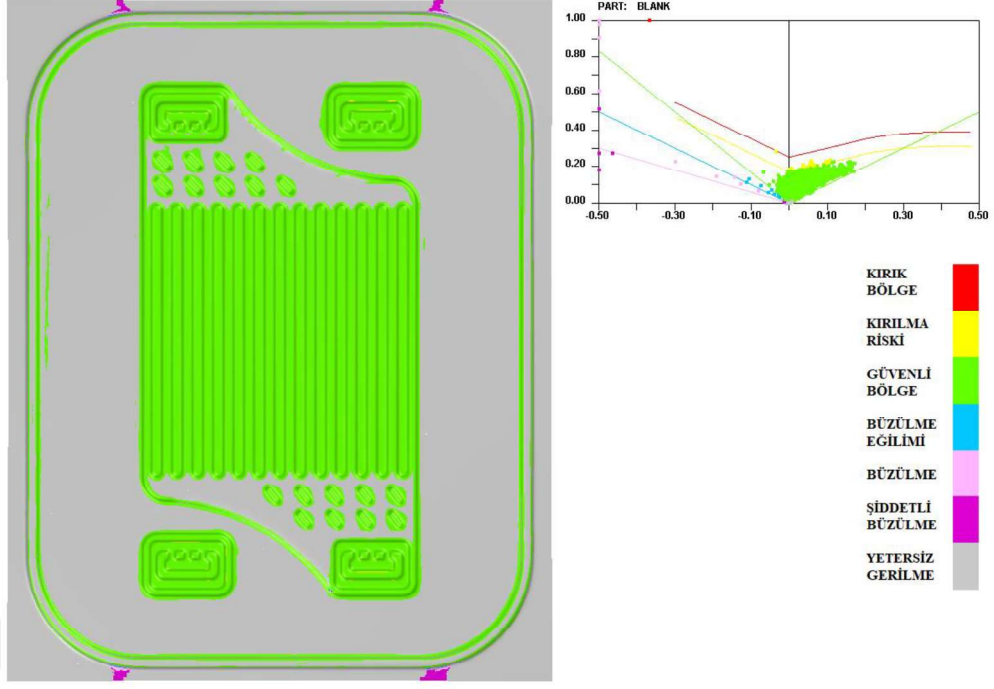 PART: BLANK
1.00
0.80
0.60
0.40
0.20
0.00
-0.50
-0.30
-0.10
0.10
0.30
0.50
KIRIK
BÖLGE
KIRILMA
RİSKİ
GÜVENLİ
BÖLGE
BÜZÜLME
EĞİLİMİ
BÜZÜLME
ŞİDDETLİ
BÜZÜLME
YETERSİZ
GERİLME